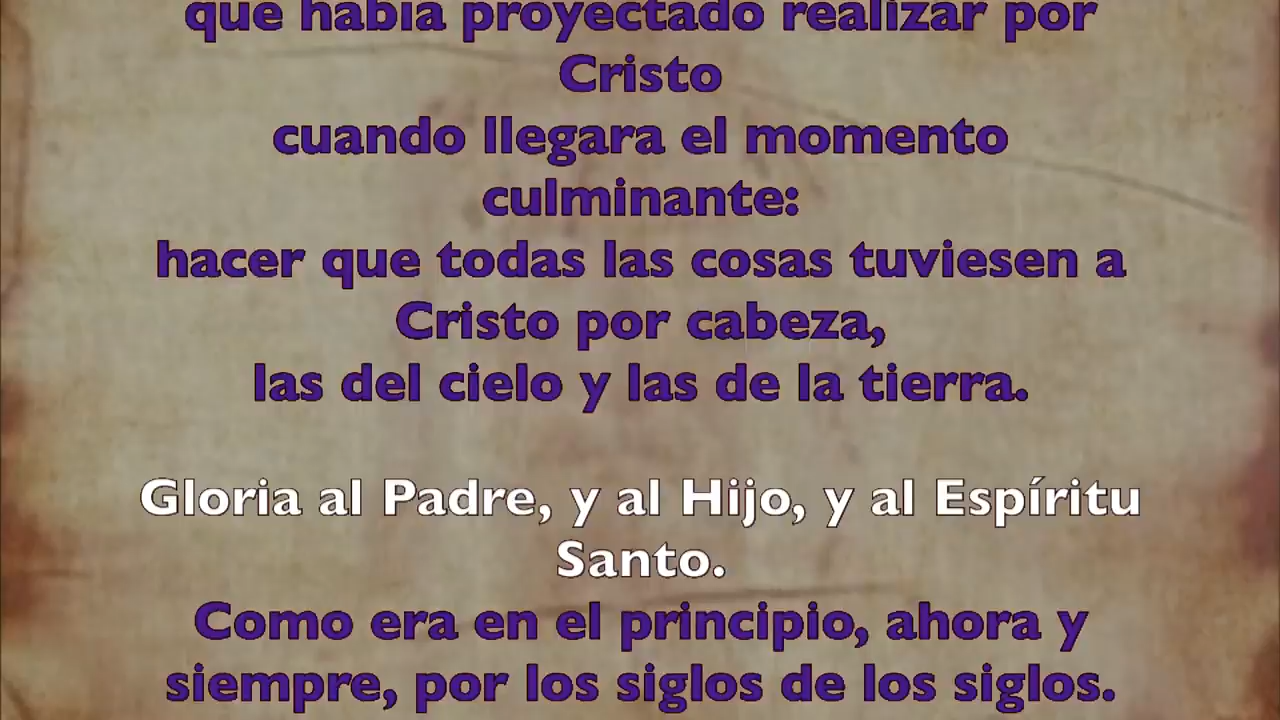 que había proyectado realizar por
Cristo
cuando llegara el momento
culminante:
hacer que todas las cosas tuviesen a
Cristo por cabeza,
las del cielo y las de la tierra.
Gloria al Padre, y al Hijo, y al Espíritu
Santo.
Como era en el principio, ahora y
siempre, por los siglos de los siglos.